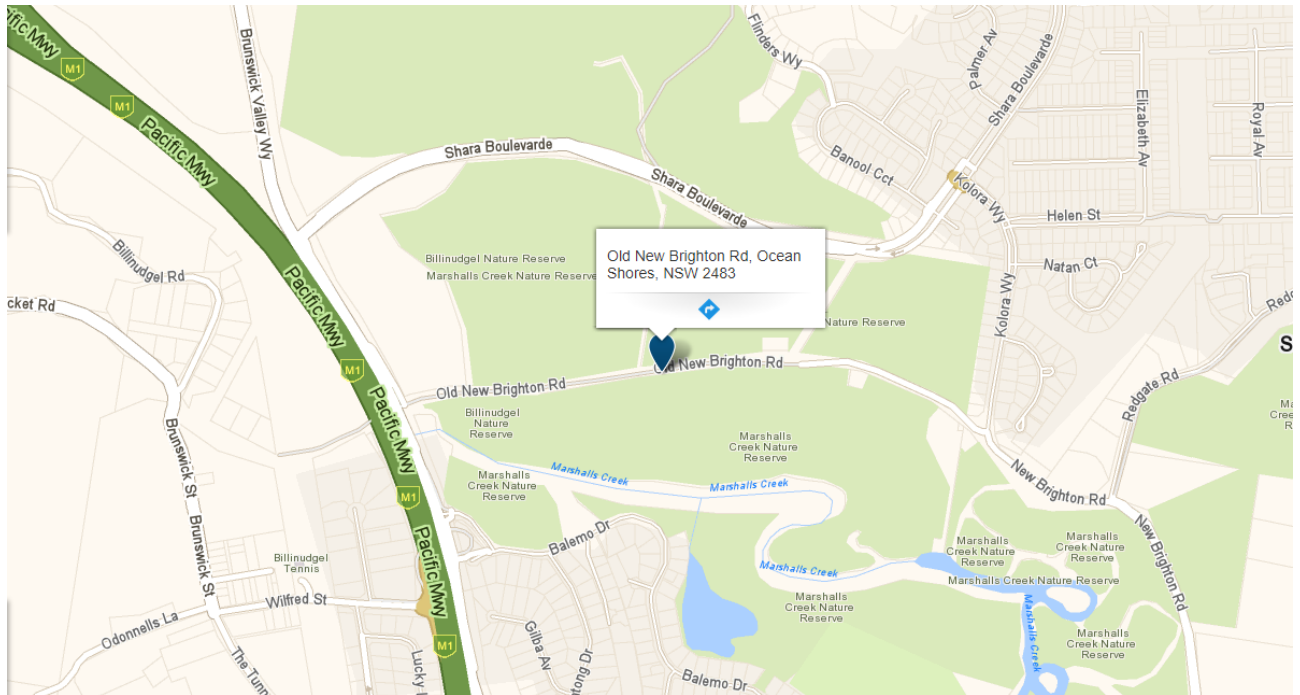 Pacific Mwy
Brunswick Valley Wy
Flinders Wy
Palmer Av
Shara Boulevarde
M1
M1
Pacific Mwy
Elizabeth Av
Royal Av
Shara Boulevarde
Banool Cct
Shara Boulevarde
Kolora Wy
Helen St
Billinudgel Rd
Pacific Mwy
Old New Brighton Rd, Ocean
Shores, NSW 2483
Billinudgel Nature Reserve
Marshalls Creek Nature Reserve
Natan Ct
M1
Kolora Wy
Nature Reserve
M1
Old New Brighton Rd
Old New Brighton Rd
Pacific Mwy
Billinudgel
Nature
Reserve
Redgate Rd
Brunswick St
Marshalls
Creek Nature
Reserve
Marshalls
Creek Nature
Reserve
Marshalls Creek
Marshalls Creek
New Brighton Rd
M1
Brunswick St
Balemo Dr
New Brighton Rd
Pacific Mwy
Billinudgel
Tennis
Marshalls Creek
Marshalls
Creek Nature
Reserve
Marshalls
Creek Nature
Reserve
Marshalls Creek Nature Reserve
Wilfred St
Marshalls
Creek Nature
Reserve
Marshalls Creek
Odonnells La
Gilba Av
Marshalls
Creek Nature
Reserve
M1
Balemo Dr